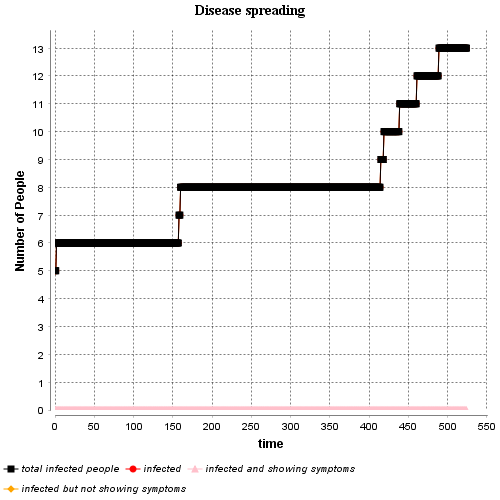 Disease spreading
13
12
11
10
9
8
7
6
5
4
3
2
1
0
Number of People
0 50 100 150 200 250 300 350 400 450 500 550
time
total infected people infected infected and showing symptoms
infected but not showing symptoms